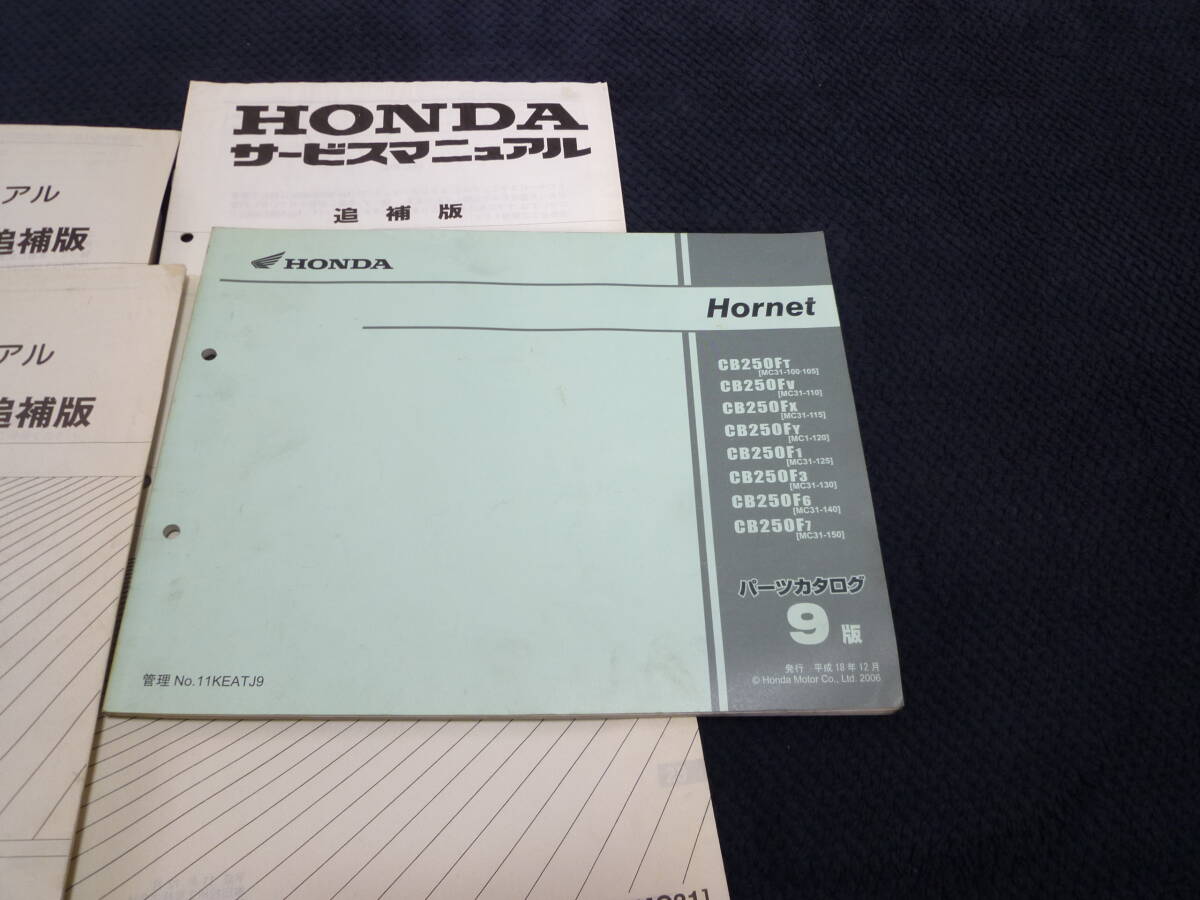 HONDA
サービスマニュアル
追補版
アル
追補版
アル
追補版
HONDA
Hornet
CB250FT
[MC31-100·105]
CB250FV
[MC31-110]
CB250FX
[MC31-115]
CB250FY
[MC1-120]
CB250F1
[MC31-125]
CB250F3
[MC31-130]
CB250F6
[MC31-140]
CB250F7
[MC31-150]
パーツカタログ
9版
発行 平成18年12月
© Honda Motor Co., Ltd. 2006
管理 No.11KEATJ9